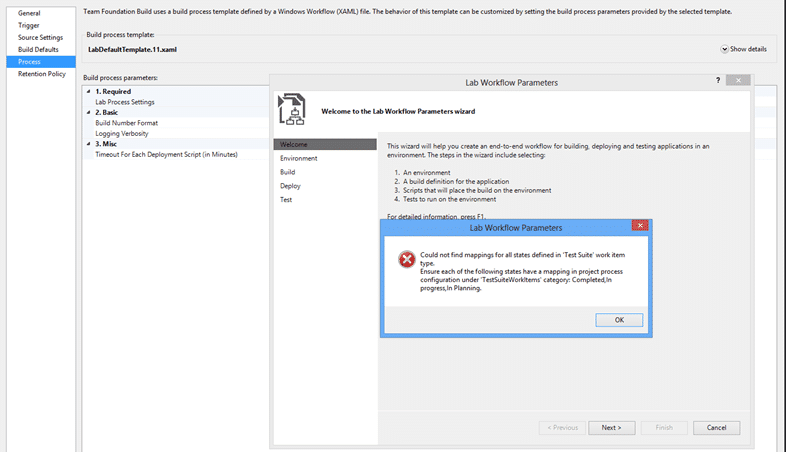 General
Trigger
Source Settings
Build Defaults
Process
Retention Policy
Team Foundation Build uses a build process template defined by a Windows Workflow (XAML) file. The behavior of this template can be customized by setting the build process parameters provided by the selected template.
Build process template:
LabDefaultTemplate.11.xaml
Show details
Build process parameters:
1. Required
Lab Process Settings
2. Basic
Build Number Format
Logging Verbosity
3. Misc
Timeout For Each Deployment Script (in Minutes)
Lab Workflow Parameters
?
Welcome to the Lab Workflow Parameters wizard
Welcome
Environment
Build
Deploy
Test
This wizard will help you create an end-to-end workflow for building, deploying and testing applications in an
environment. The steps in the wizard include selecting:
1. An environment
2. A build definition for the application
3. Scripts that will place the build on the environment
4. Tests to run on the environment
For detailed information, press F1.
Lab Workflow Parameters
Could not find mappings for all states defined in 'Test Suite' work item
type.
Ensure each of the following states have a mapping in project process
configuration under 'TestSuiteWorkItems' category: Completed,In
progress,In Planning.
OK
< Previous
Next >
Finish
Cancel